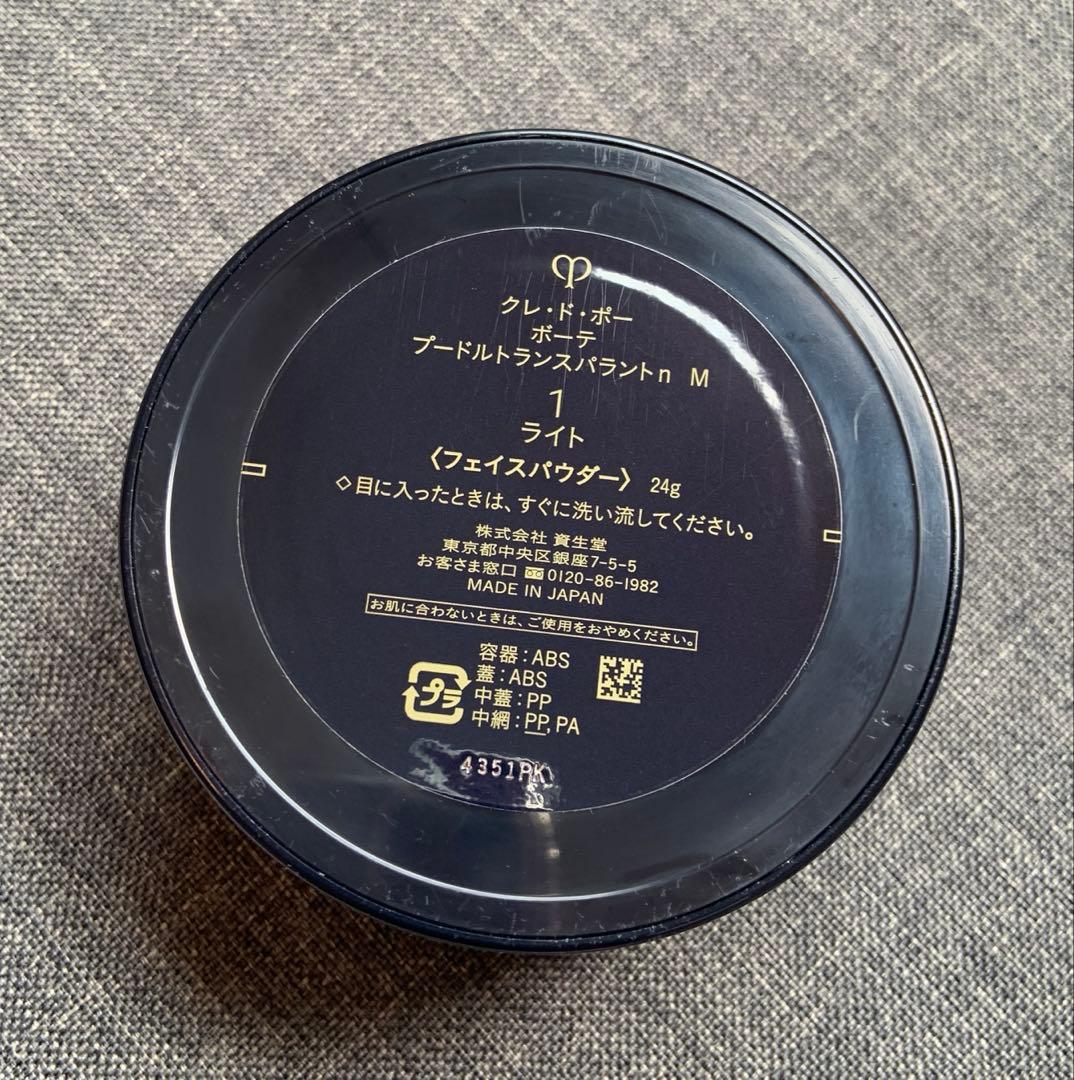 クレ・ド・ポー
ボーテ
プードルトランスパラントn M
1
ライト
〈フェイスパウダー〉 24g
◇目に入ったときは、すぐに洗い流してください。
株式会社 資生堂
東京都中央区銀座7-5-5
お客さま窓口 0120-86-1982
MADE IN JAPAN
お肌に合わないときは、ご使用をおやめください。
容器:ABS
蓋:ABS
中蓋:PP
中網:PP,PA
プラ
4351PK